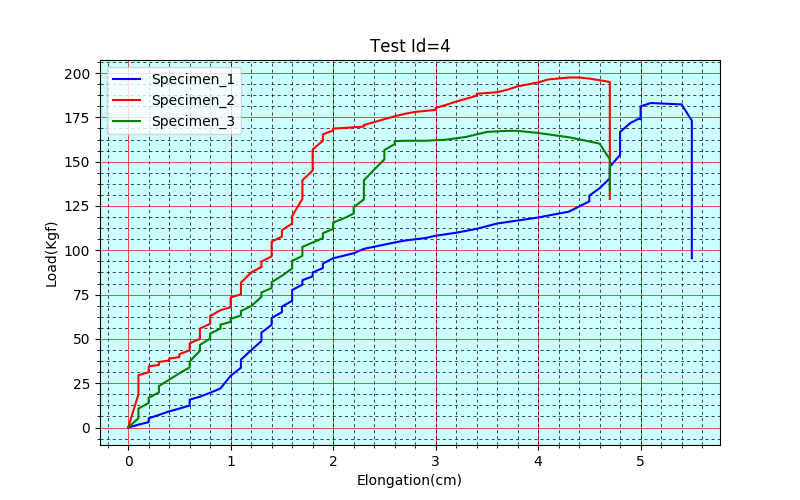 Test Id=4
Specimen_1
Specimen_2
Specimen_3
200
175
150
125
100
75
50
25
0
Load(Kgf)
0 1 2 3 4 5
Elongation(cm)